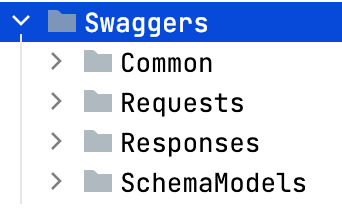 Swaggers
Common
Requests
Responses
SchemaModels